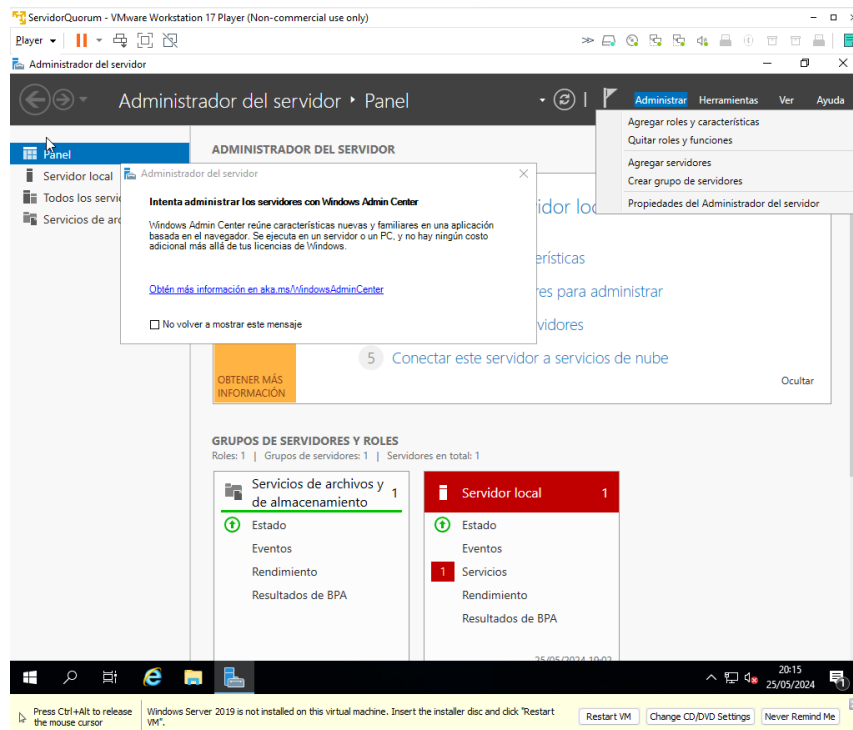 ServidorQuorum - VMware Workstation 17 Player (Non-commercial use only)
Player
Administrador del servidor
Administrador del servidor Panel
Administrar Herramientas Ver Ayuda
Agregar roles y características
Quitar roles y funciones
Agregar servidores
Crear grupo de servidores
Propiedades del Administrador del servidor
Panel
Servidor local
Todos los servi
Servicios de arc
ADMINISTRADOR DEL SERVIDOR
Administrador del servidor
Intenta administrar los servidores con Windows Admin Center
Windows Admin Center reúne características nuevas y familiares en una aplicación
basada en el navegador. Se ejecuta en un servidor o un PC, y no hay ningún costo
adicional más allá de tus licencias de Windows.
Obtén más información en aka.ms/WindowsAdminCenter
No volver a mostrar este mensaje
idor loc
erísticas
res para administrar
vidores
5 Conectar este servidor a servicios de nube
OBTENER MÁS
INFORMACIÓN
Ocultar
GRUPOS DE SERVIDORES Y ROLES
Roles: 1 | Grupos de servidores: 1 | Servidores en total: 1
Servicios de archivos y
de almacenamiento
1
Estado
Eventos
Rendimiento
Resultados de BPA
Servidor local 1
Estado
Eventos
1 Servicios
Rendimiento
Resultados de BPA
25/05/2024 19:02
20:15
25/05/2024
1
Press Ctrl+Alt to release
the mouse cursor
Windows Server 2019 is not installed on this virtual machine. Insert the installer disc and click "Restart
VM".
Restart VM
Change CD/DVD Settings
Never Remind Me